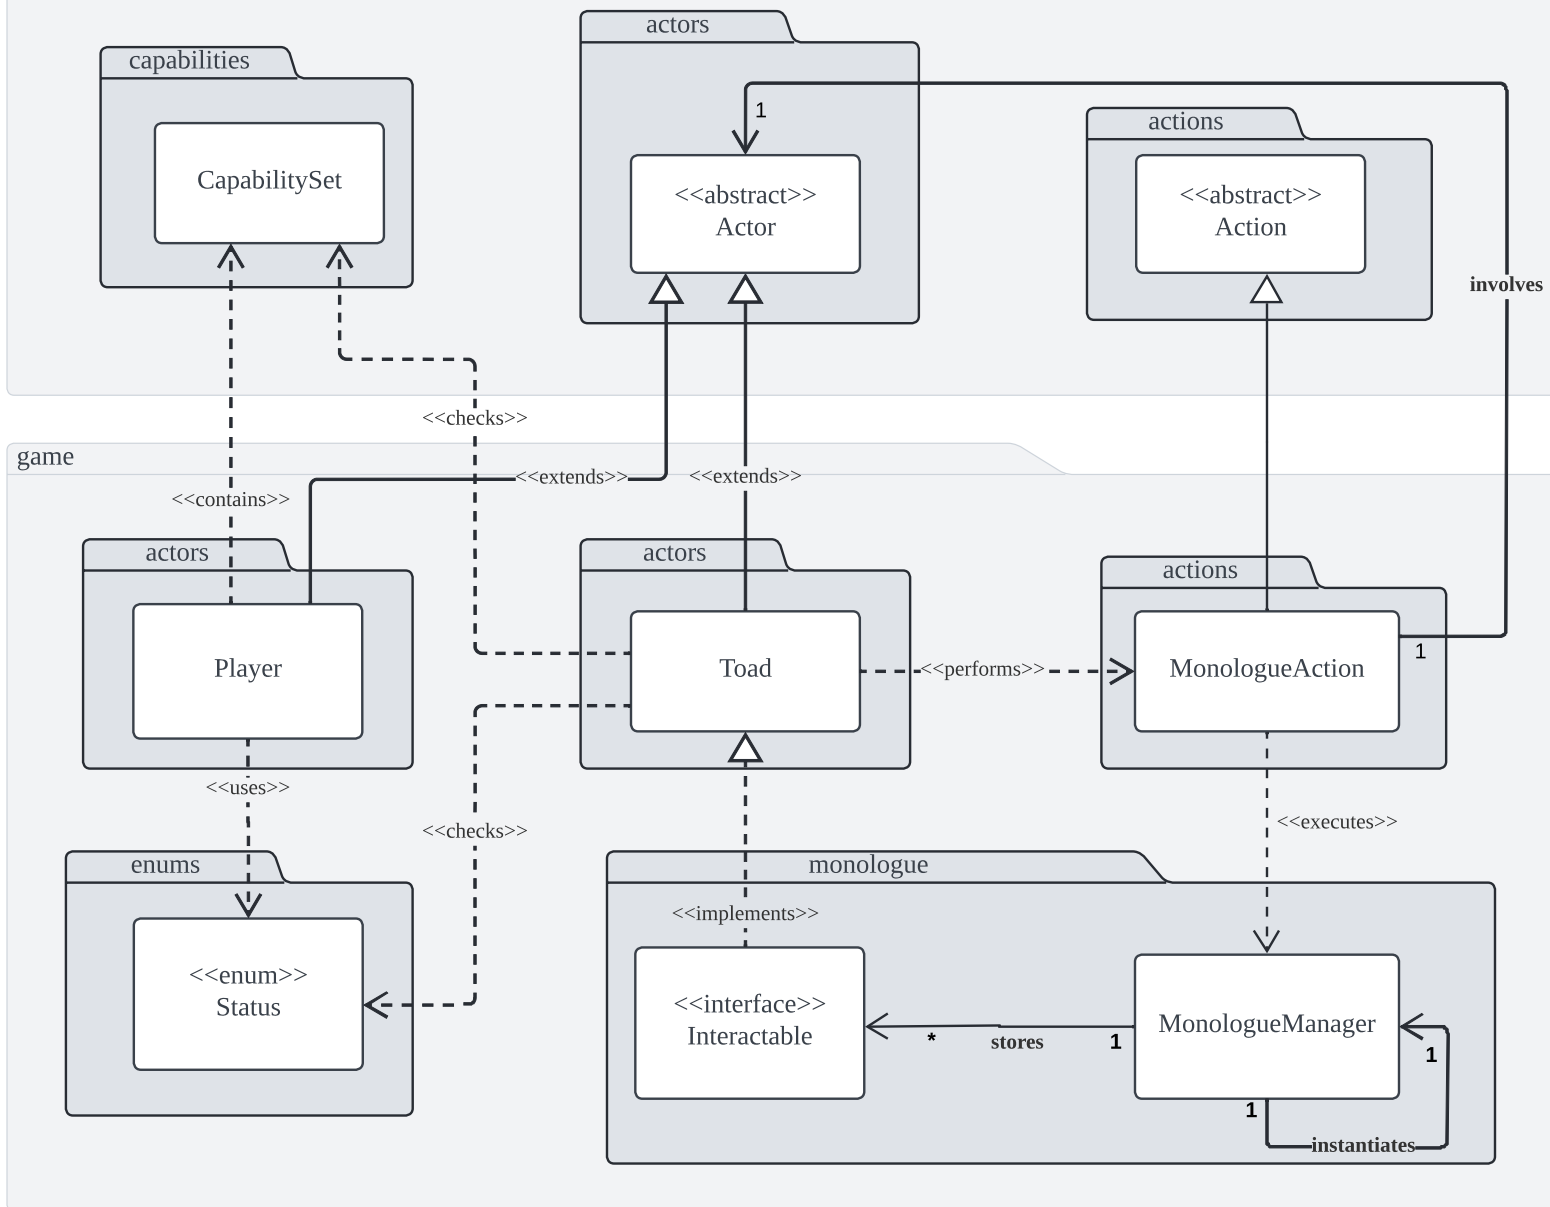 actors
capabilities
1
actions
CapabilitySet
<<abstract>>
Actor
<<abstract>>
Action
involves
<<checks>>
game
<<extends>>
<<extends>>
<<contains>>
actors
actors
actions
Player
Toad
<<performs>>
MonologueAction
1
<<uses>>
<<checks>>
<<executes>>
enums
monologue
<<implements>>
<<enum>>
Status
<<interface>>
Interactable
*
stores
1
MonologueManager
1
1
instantiates